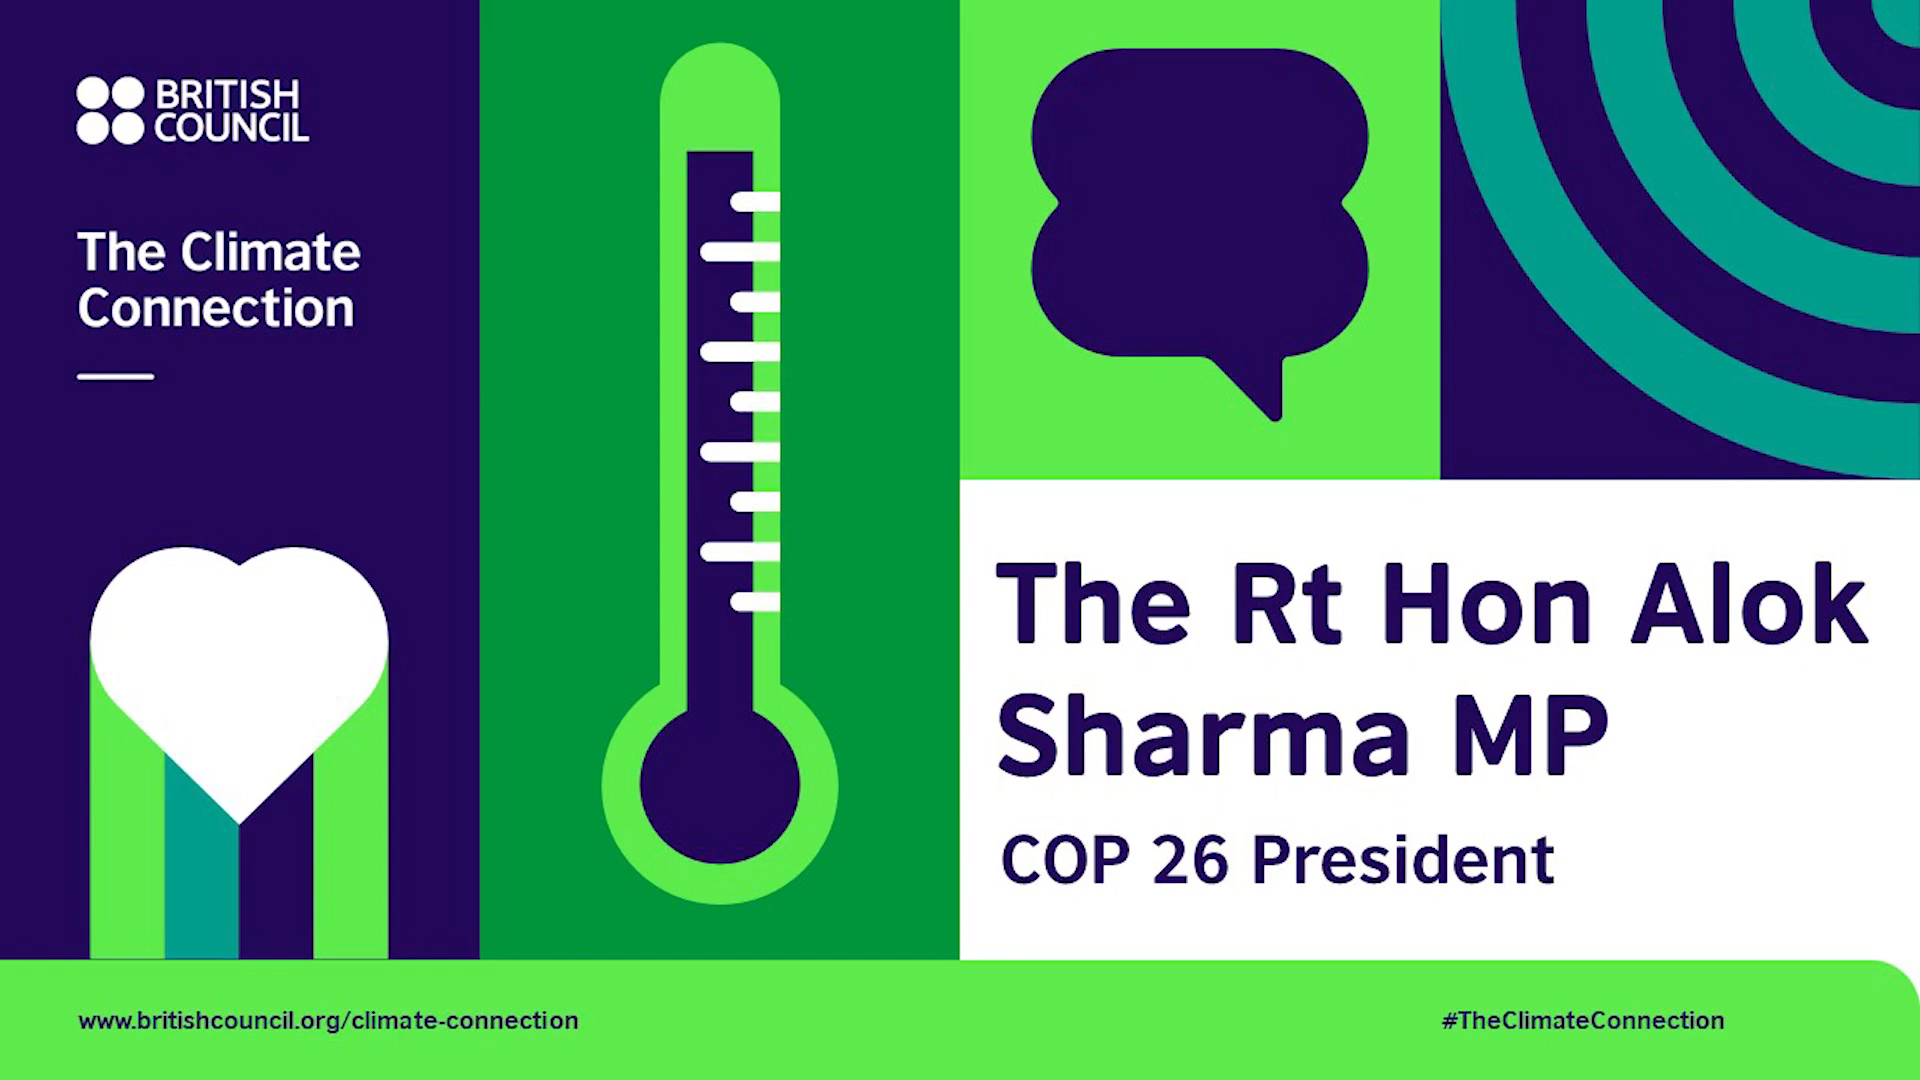 BRITISH
COUNCIL
The Climate
Connection
The Rt Hon Alok
Sharma MP
COP 26 President
www.britishcouncil.org/climate-connection
#TheClimateConnection